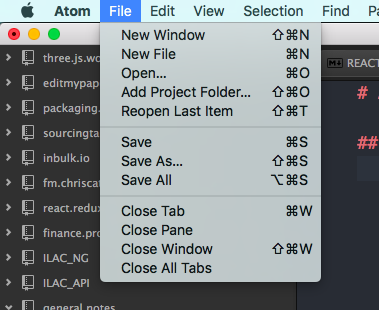 Atom File Edit View Selection Find
New Window ⇧⌘N
New File ⌘N
Open... ⌘O
Add Project Folder... ⇧⌘O
Reopen Last Item ⇧⌘T
Save ⌘S
Save As... ⇧⌘S
Save All ⌥⌘S
Close Tab ⌘W
Close Pane
Close Window ⇧⌘W
Close All Tabs
three.js.wo
editmypap
packaging.
sourcingta
inbulk.io
fm.chrisca
react.redux
finance.pro
ILAC_NG
ILAC_API
general.notes
REACT
#
##